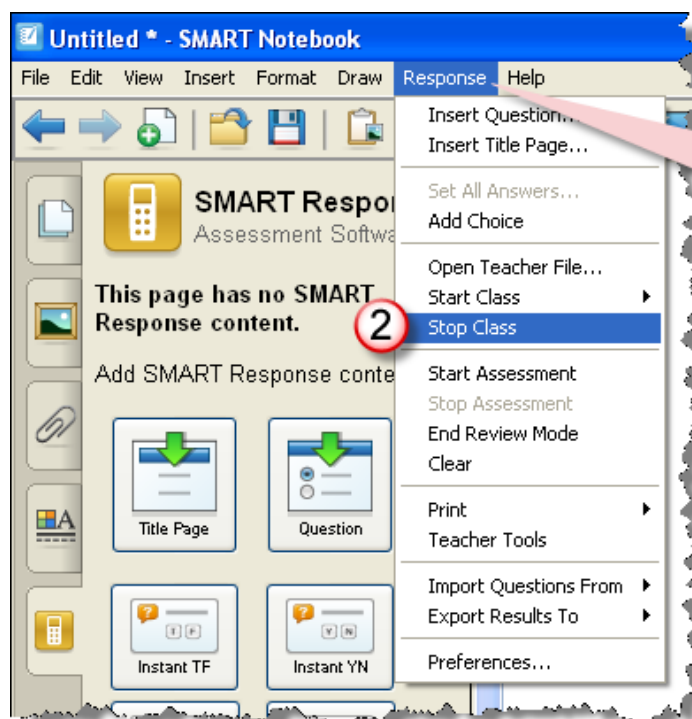 Untitled * - SMART Notebook
File Edit View Insert Format Draw Response Help
Insert Question...
Insert Title Page...
Set All Answers...
Add Choice
Open Teacher File...
Start Class
Stop Class
Start Assessment
Stop Assessment
End Review Mode
Clear
Print
Teacher Tools
Import Questions From
Export Results To
Preferences...
SMART Respo
Assessment Softwa
This page has no SMART
Response content.
2
Add SMART Response conte
Title Page
Question
? T F
? Y N
Instant TF
Instant YN
A